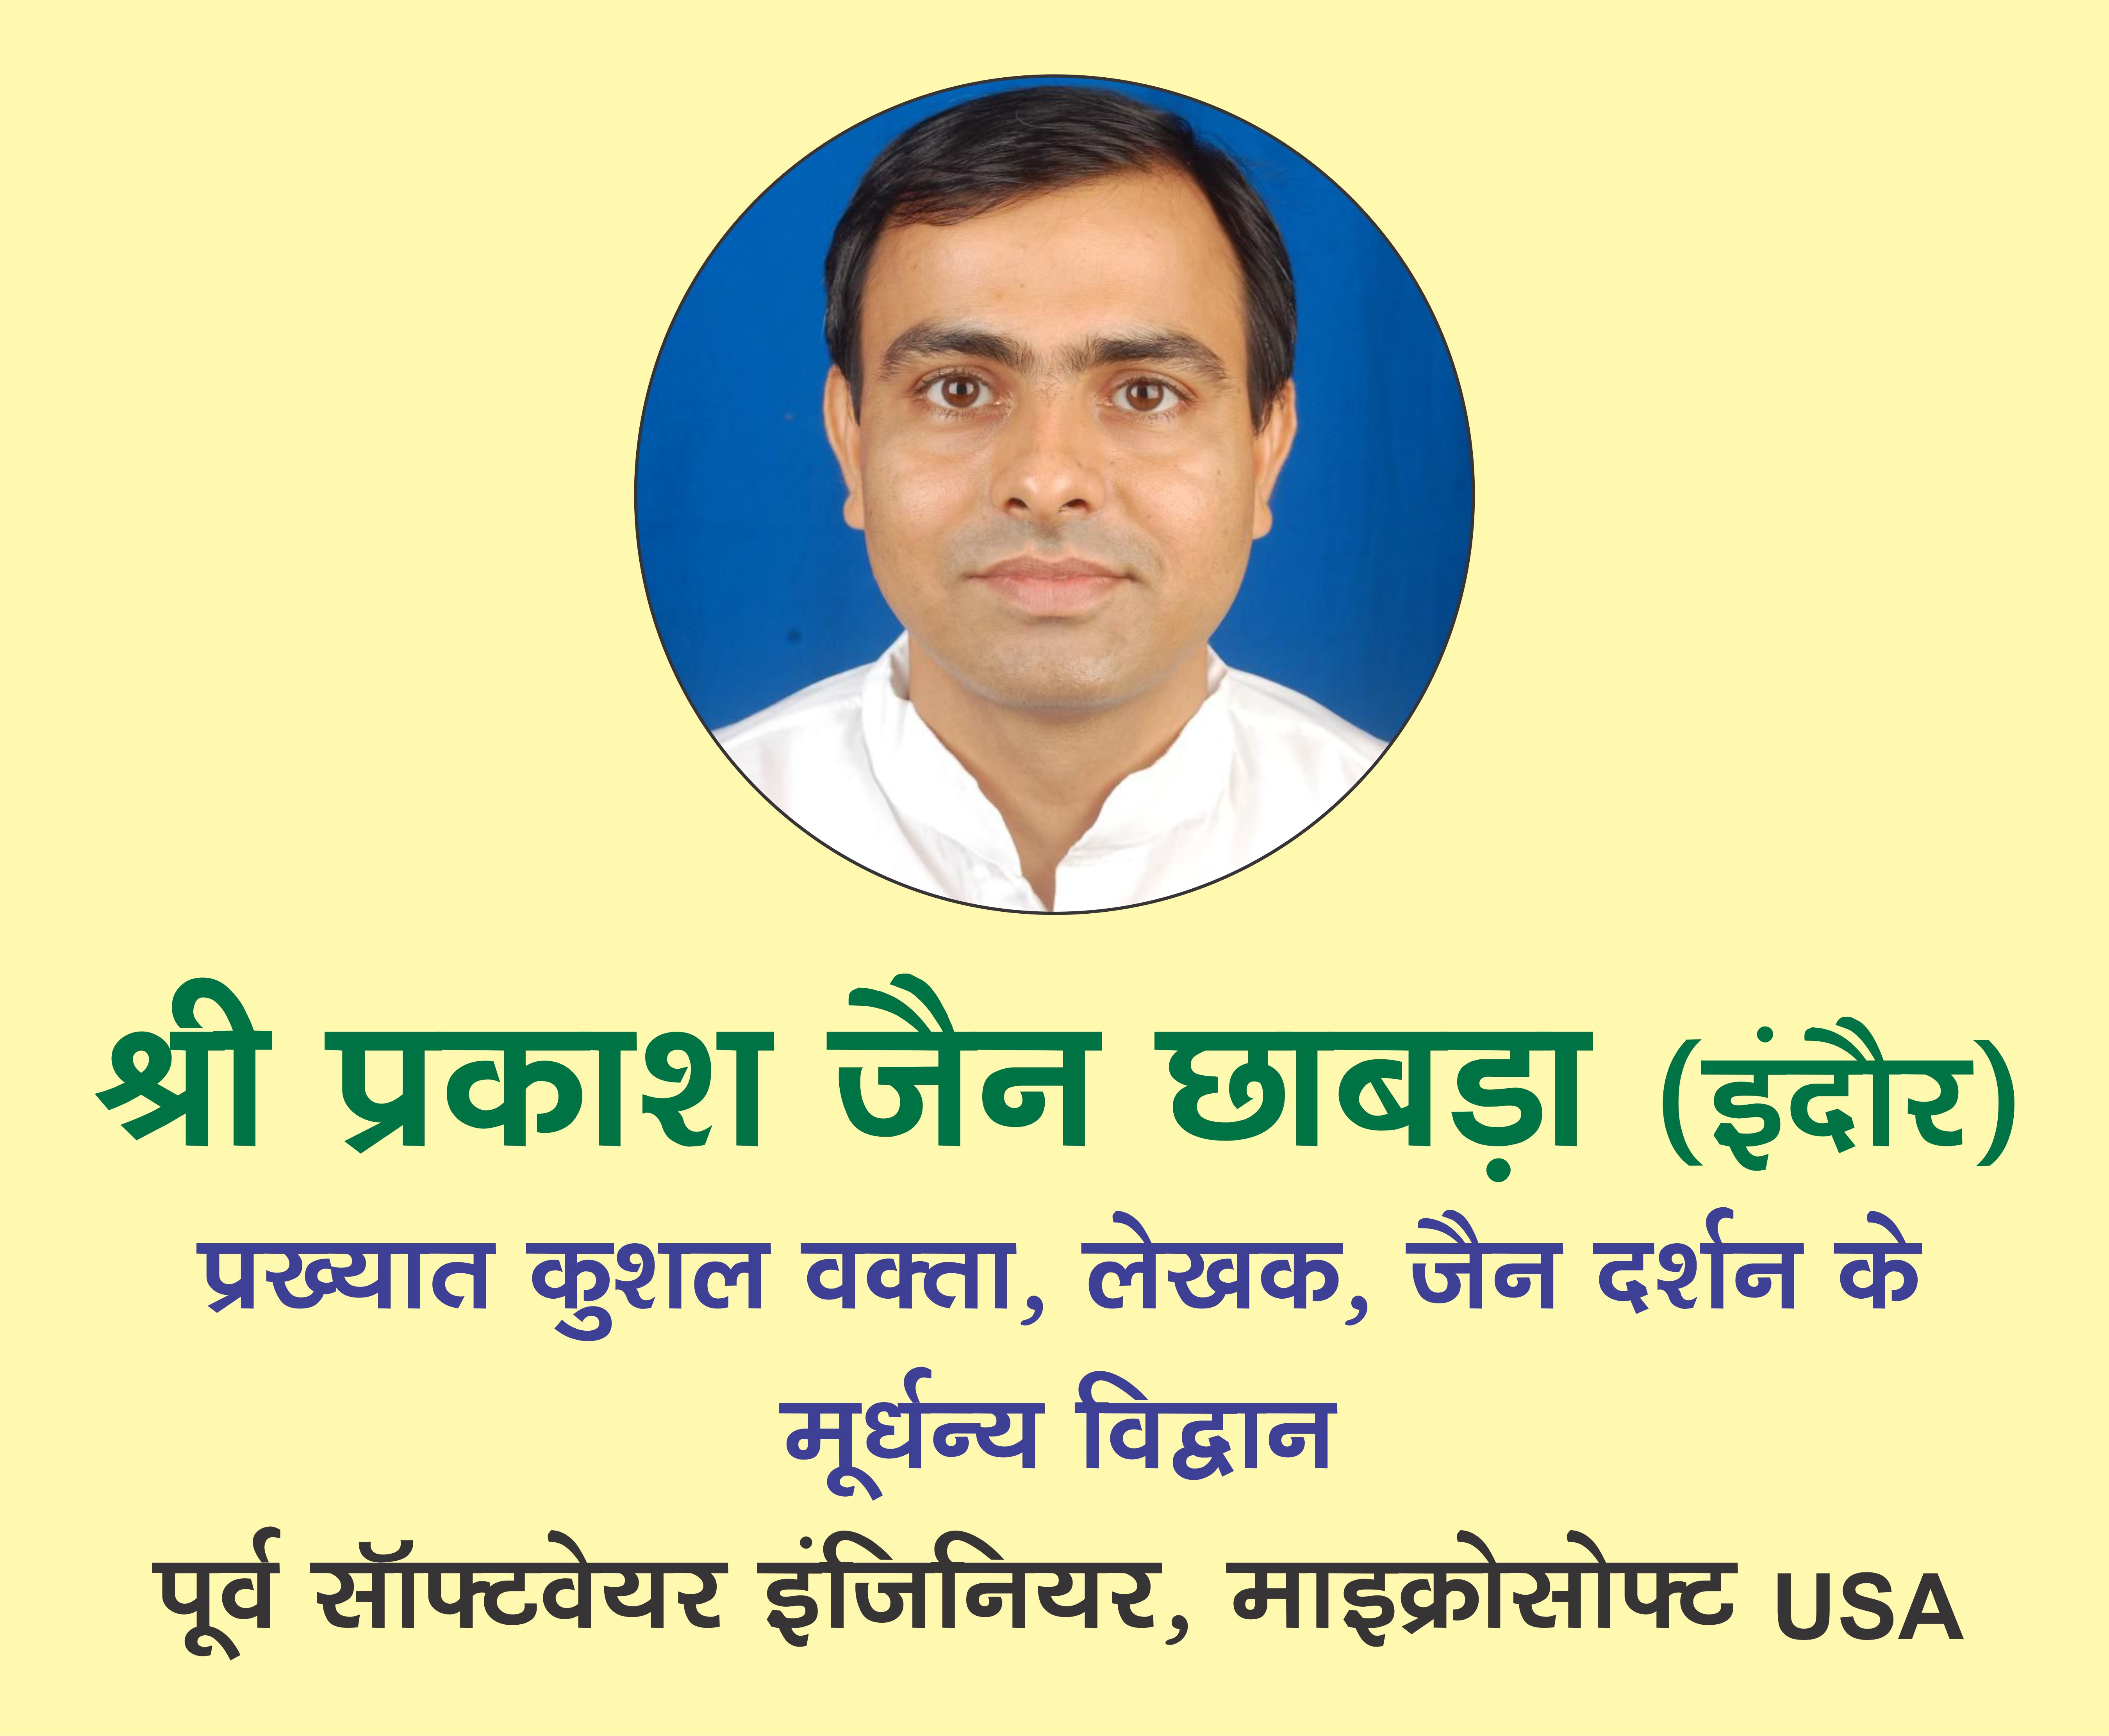 श्री प्रकाश जैन छाबड़ा (इंदौर)
प्रख्यात कुशल वक्ता, लेखक, जैन दर्शन के
मूर्धन्य विद्वान
पूर्व सॉफ्टवेयर इंजिनियर, माइक्रोसोफ्ट USA